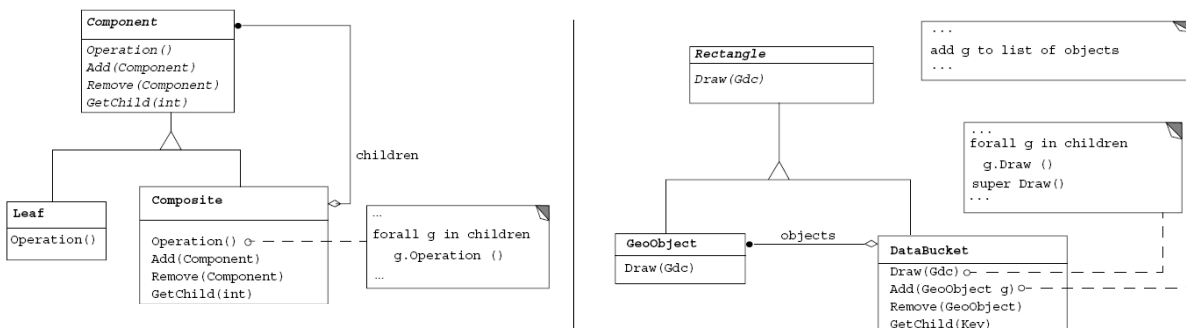 Component
Operation()
Add(Component)
Remove(Component)
GetChild(int)
children
Leaf
Operation()
Composite
Operation()
Add(Component)
Remove(Component)
GetChild(int)
...
forall g in children
g.Operation ()
...
Rectangle
Draw(Gdc)
...
add g to list of objects
...
...
forall g in children
g.Draw ()
super Draw()
...
GeoObject
Draw(Gdc)
objects
DataBucket
Draw(Gdc)
Add(GeoObject g)
Remove(GeoObject)
GetChild(Key)